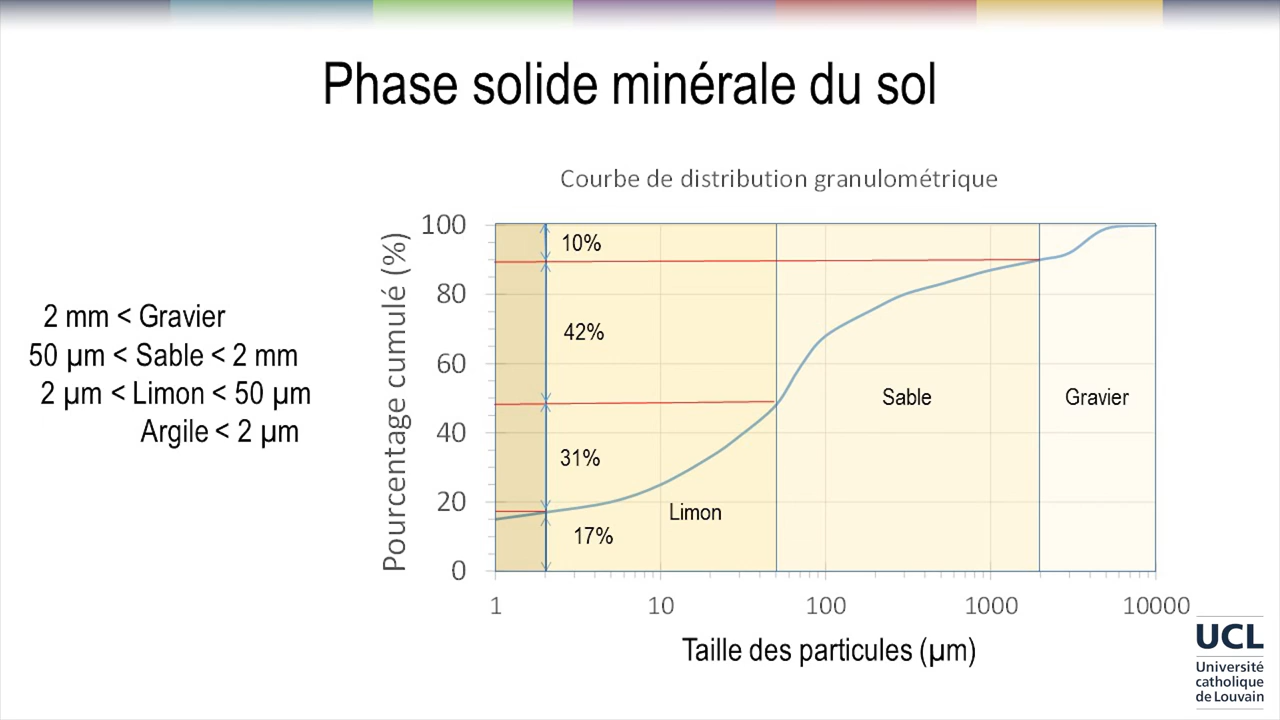 Phase solide minérale du sol
Courbe de distribution granulométrique
2 mm < Gravier
50 µm < Sable < 2 mm
2 µm < Limon < 50 µm
Argile < 2 µm
Pourcentage cumulé (%)
100
80
60
40
20
0
10%
42%
31%
17%
Limon
Sable
Gravier
1
10
100
1000
10000
Taille des particules (µm)
UCL
Université
catholique
de Louvain